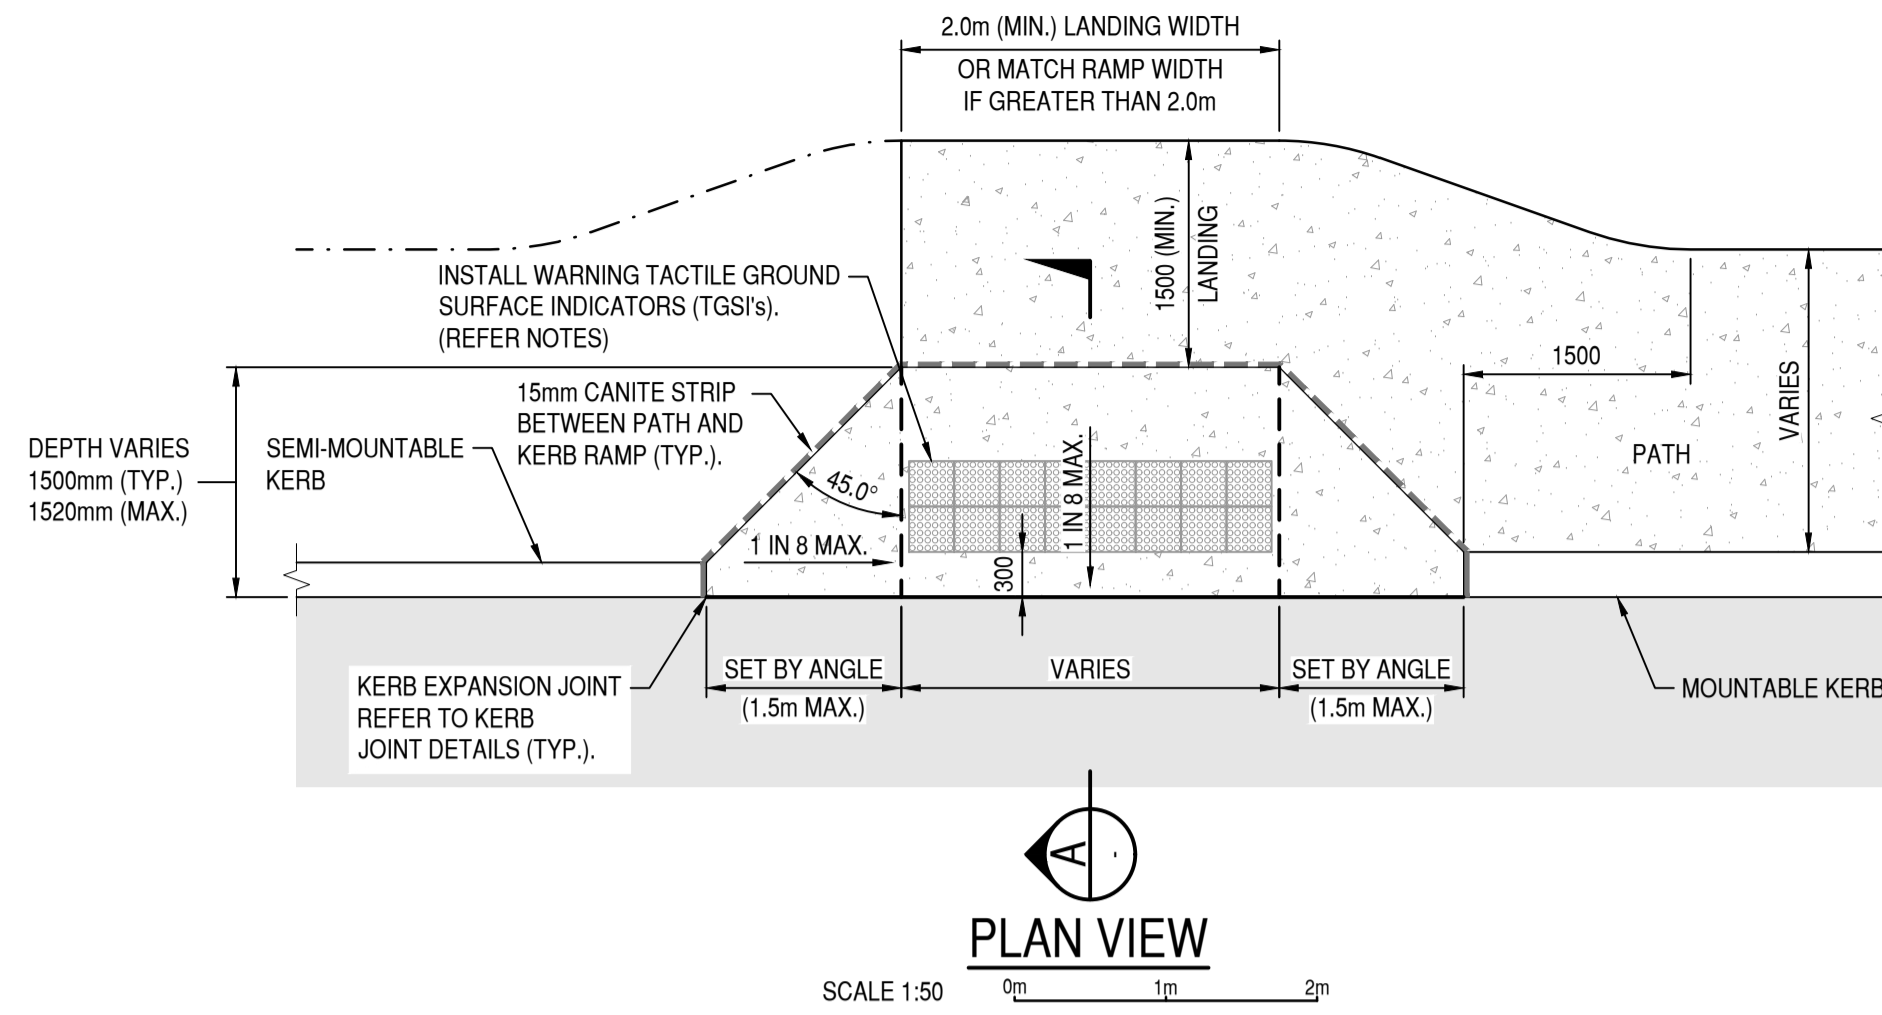 2.0m (MIN.) LANDING WIDTH
OR MATCH RAMP WIDTH
IF GREATER THAN 2.0m
1500 (MIN.)
LANDING
INSTALL WARNING TACTILE GROUND
SURFACE INDICATORS (TGSI's).
(REFER NOTES)
1500
VARIES
15mm CANITE STRIP
BETWEEN PATH AND
KERB RAMP (TYP.).
DEPTH VARIES
1500mm (TYP.)
1520mm (MAX.)
SEMI-MOUNTABLE
KERB
PATH
45.0°
1 IN 8 MAX.
1 IN 8 MAX.
300
SET BY ANGLE
(1.5m MAX.)
VARIES
SET BY ANGLE
(1.5m MAX.)
KERB EXPANSION JOINT
REFER TO KERB
JOINT DETAILS (TYP.).
MOUNTABLE KERB
A
-
PLAN VIEW
SCALE 1:50
0m 1m 2m